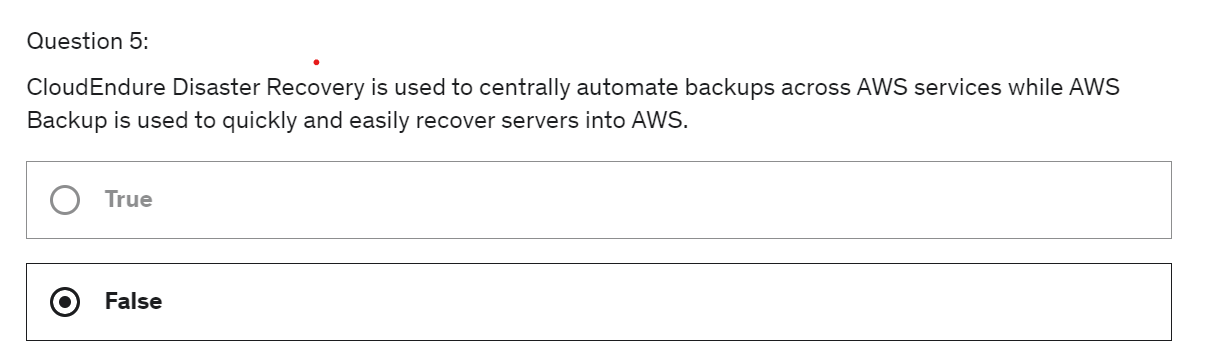 Question 5:
CloudEndure Disaster Recovery is used to centrally automate backups across AWS services while AWS
Backup is used to quickly and easily recover servers into AWS.
True
False